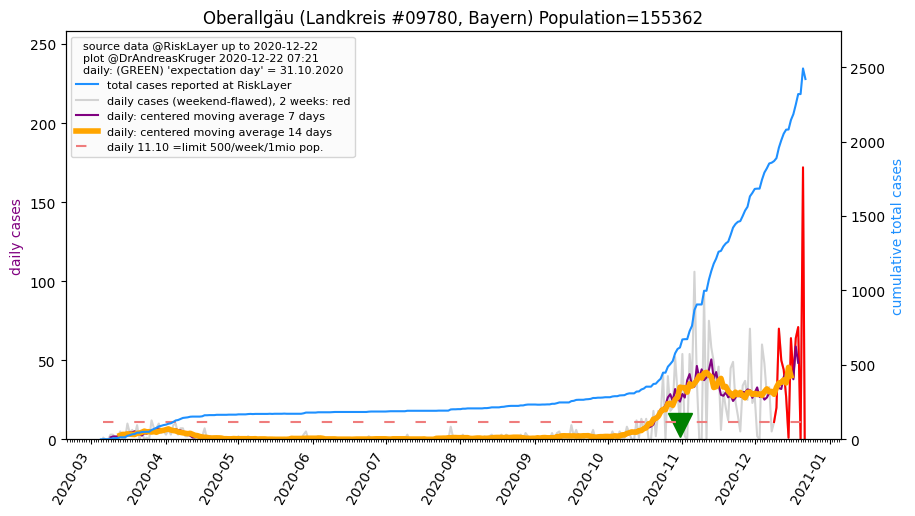 Oberallgäu (Landkreis #09780, Bayern) Population=155362
source data @RiskLayer up to 2020-12-22
plot @DrAndreasKruger 2020-12-22 07:21
daily: (GREEN) 'expectation day' = 31.10.2020
total cases reported at RiskLayer
daily cases (weekend-flawed), 2 weeks: red
daily: centered moving average 7 days
daily: centered moving average 14 days
daily 11.10 =limit 500/week/1mio pop.
daily cases
250
200
150
100
50
0
cumulative total cases
2500
2000
1500
1000
500
0
2020-03
2020-04
2020-05
2020-06
2020-07
2020-08
2020-09
2020-10
2020-11
2020-12
2021-01